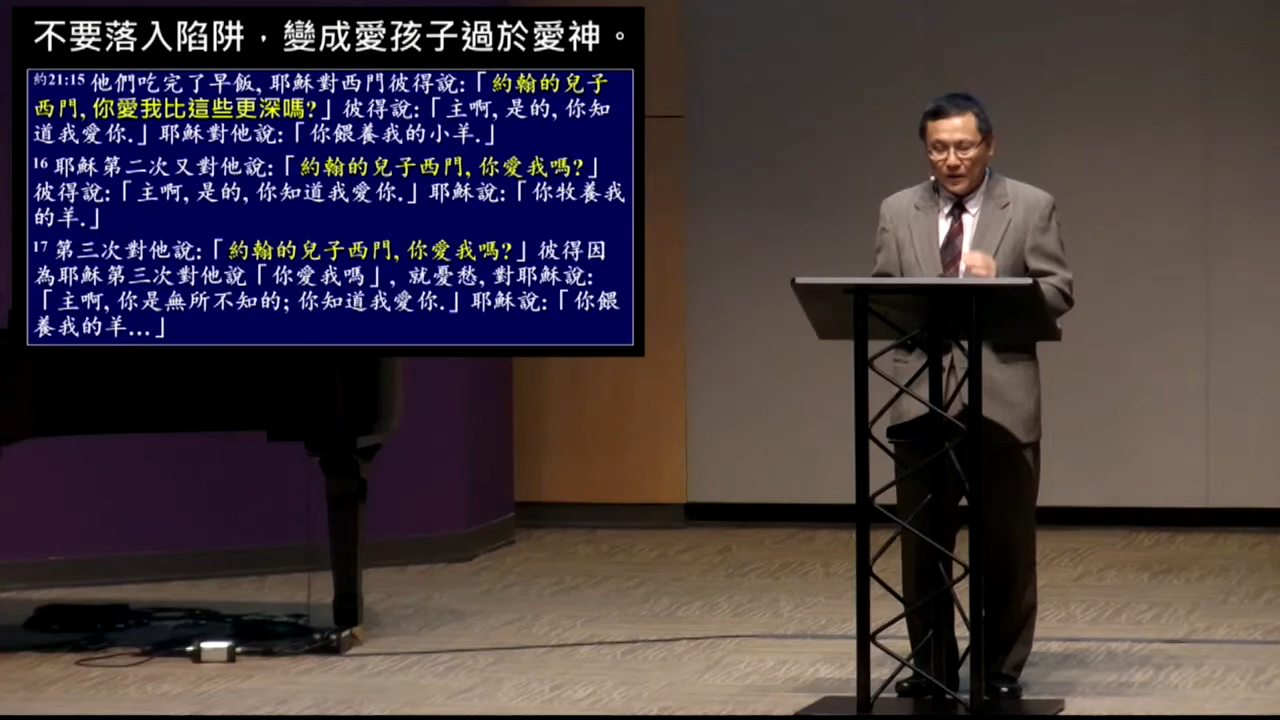 不要落入陷阱，變成愛孩子過於愛神。
約21:15 他們吃完了早飯, 耶穌對西門彼得說:「約翰的兒子
西門, 你愛我比這些更深嗎?」彼得說:「主啊, 是的, 你知
道我愛你.」耶穌對他說:「你餵養我的小羊.」
16 耶穌第二次又對他說:「約翰的兒子西門, 你愛我嗎?」
彼得說:「主啊, 是的, 你知道我愛你.」耶穌說:「你牧養我
的羊.」
17 第三次對他說:「約翰的兒子西門, 你愛我嗎?」彼得因
為耶穌第三次對他說「你愛我嗎」, 就憂愁, 對耶穌說:
「主啊, 你是無所不知的; 你知道我愛你.」耶穌說:「你餵
養我的羊...」